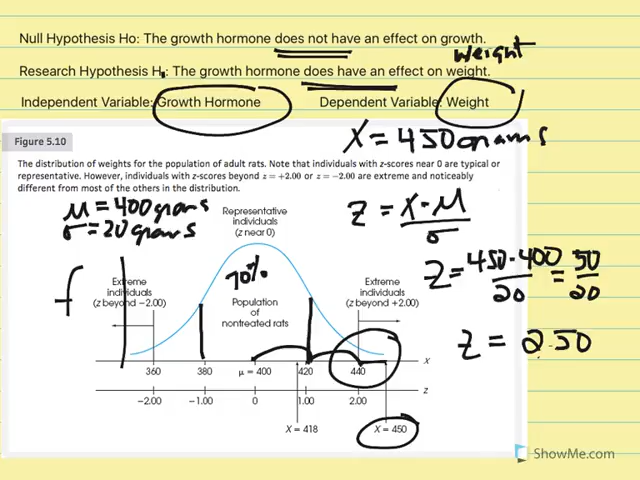 Null Hypothesis Ho: The growth hormone does not have an effect on growth.
Weight
Research Hypothesis H1: The growth hormone does have an effect on weight.
Independent Variable: Growth Hormone Dependent Variable: Weight
X = 450 grams
Figure 5.10
The distribution of weights for the population of adult rats. Note that individuals with z-scores near 0 are typical or
representative. However, individuals with z-scores beyond z = +2.00 or z = −2.00 are extreme and noticeably
different from most of the others in the distribution.
μ = 400 grams
σ = 20 grams
Representative
individuals
(z near 0)
z = X - μ
σ
z = 450 - 400 = 50
20 20
f
Extreme
individuals
(z beyond −2.00)
70%
Population
of
nontreated rats
Extreme
individuals
(z beyond +2.00)
z = 2.50
360 380 μ = 400 420 440 X
−2.00 −1.00 0 1.00 2.00 z
X = 418 X = 450
ShowMe.com